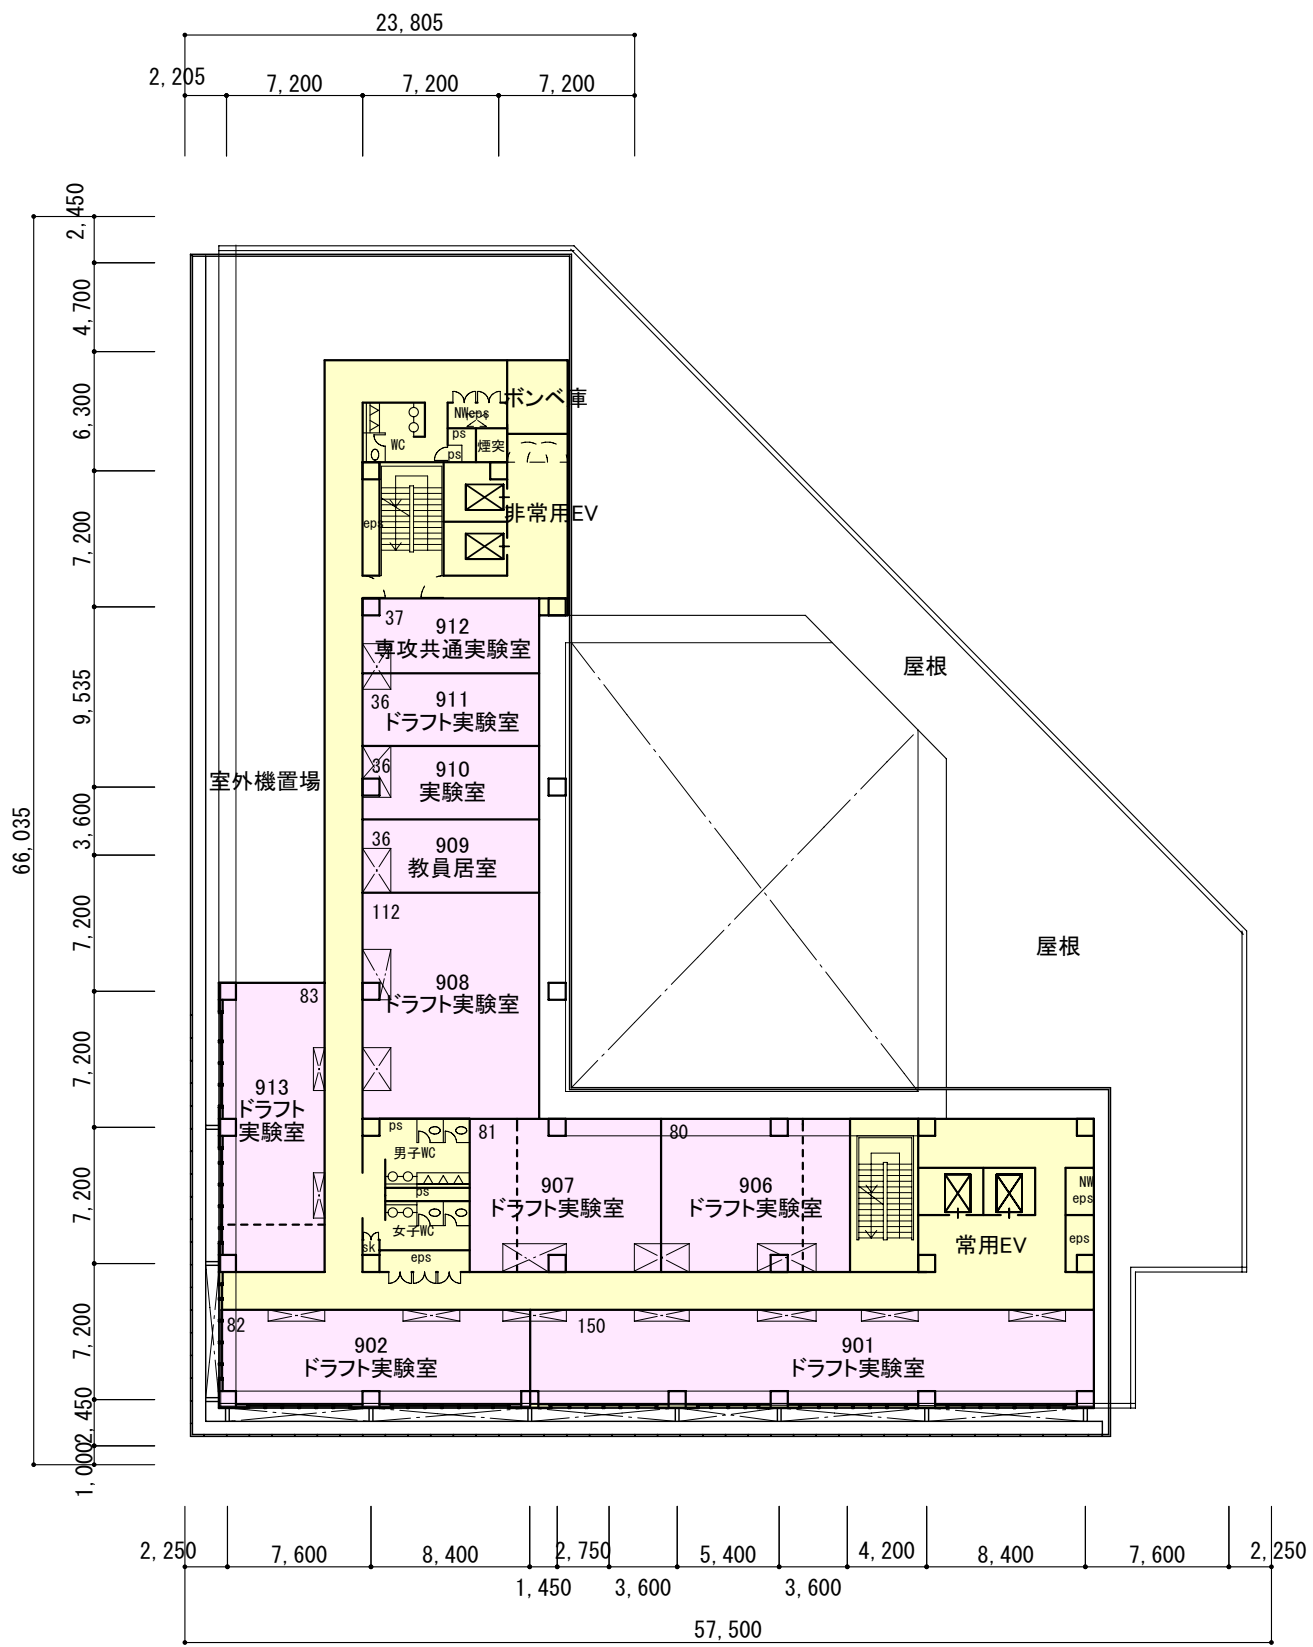 23,805
2,205
7,200
7,200
7,200
2,450
4,700
6,300
7,200
9,535
3,600
7,200
7,200
7,200
7,200
2,450
1,000
66,035
ボンベ庫
NWeps
WC
ps
ps
煙突
eps
非常用EV
37
912
専攻共通実験室
36
911
ドラフト実験室
36
910
実験室
36
909
教員居室
112
908
ドラフト実験室
室外機置場
屋根
屋根
83
913
ドラフト
実験室
ps
男子WC
ps
女子WC
sk
eps
81
907
ドラフト実験室
80
906
ドラフト実験室
NW
eps
eps
常用EV
82
902
ドラフト実験室
150
901
ドラフト実験室
2,250
7,600
8,400
1,450
2,750
3,600
5,400
3,600
4,200
8,400
7,600
2,250
57,500